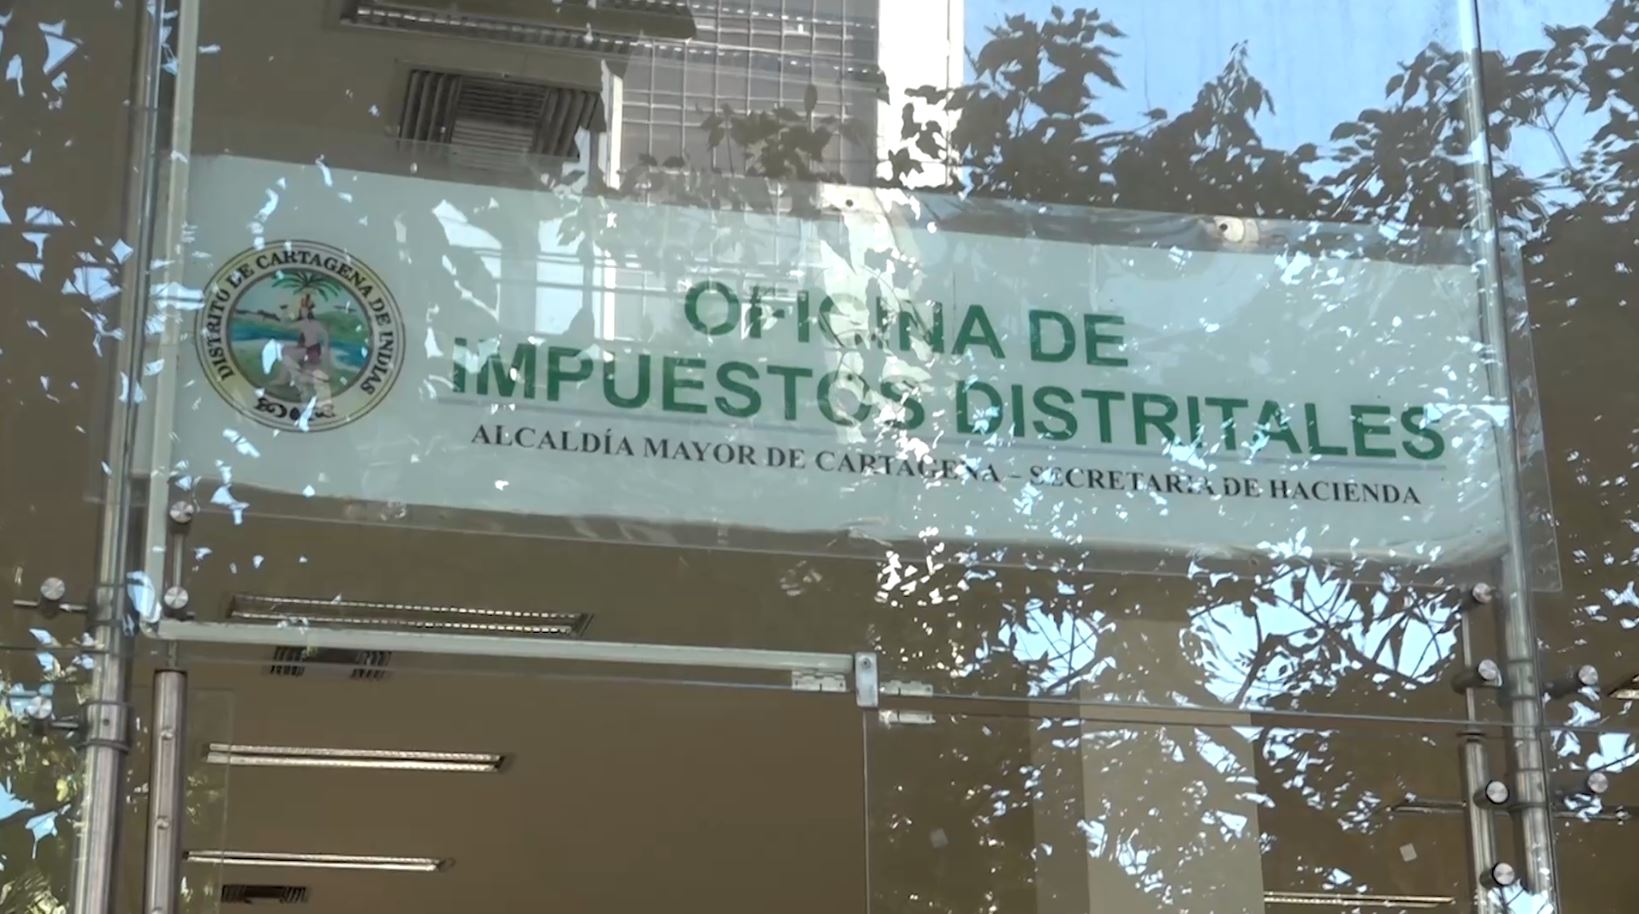 DISTRITO DE CARTAGENA DE INDIAS
OFICINA DE
IMPUESTOS DISTRITALES
ALCALDÍA MAYOR DE CARTAGENA – SECRETARIA DE HACIENDA